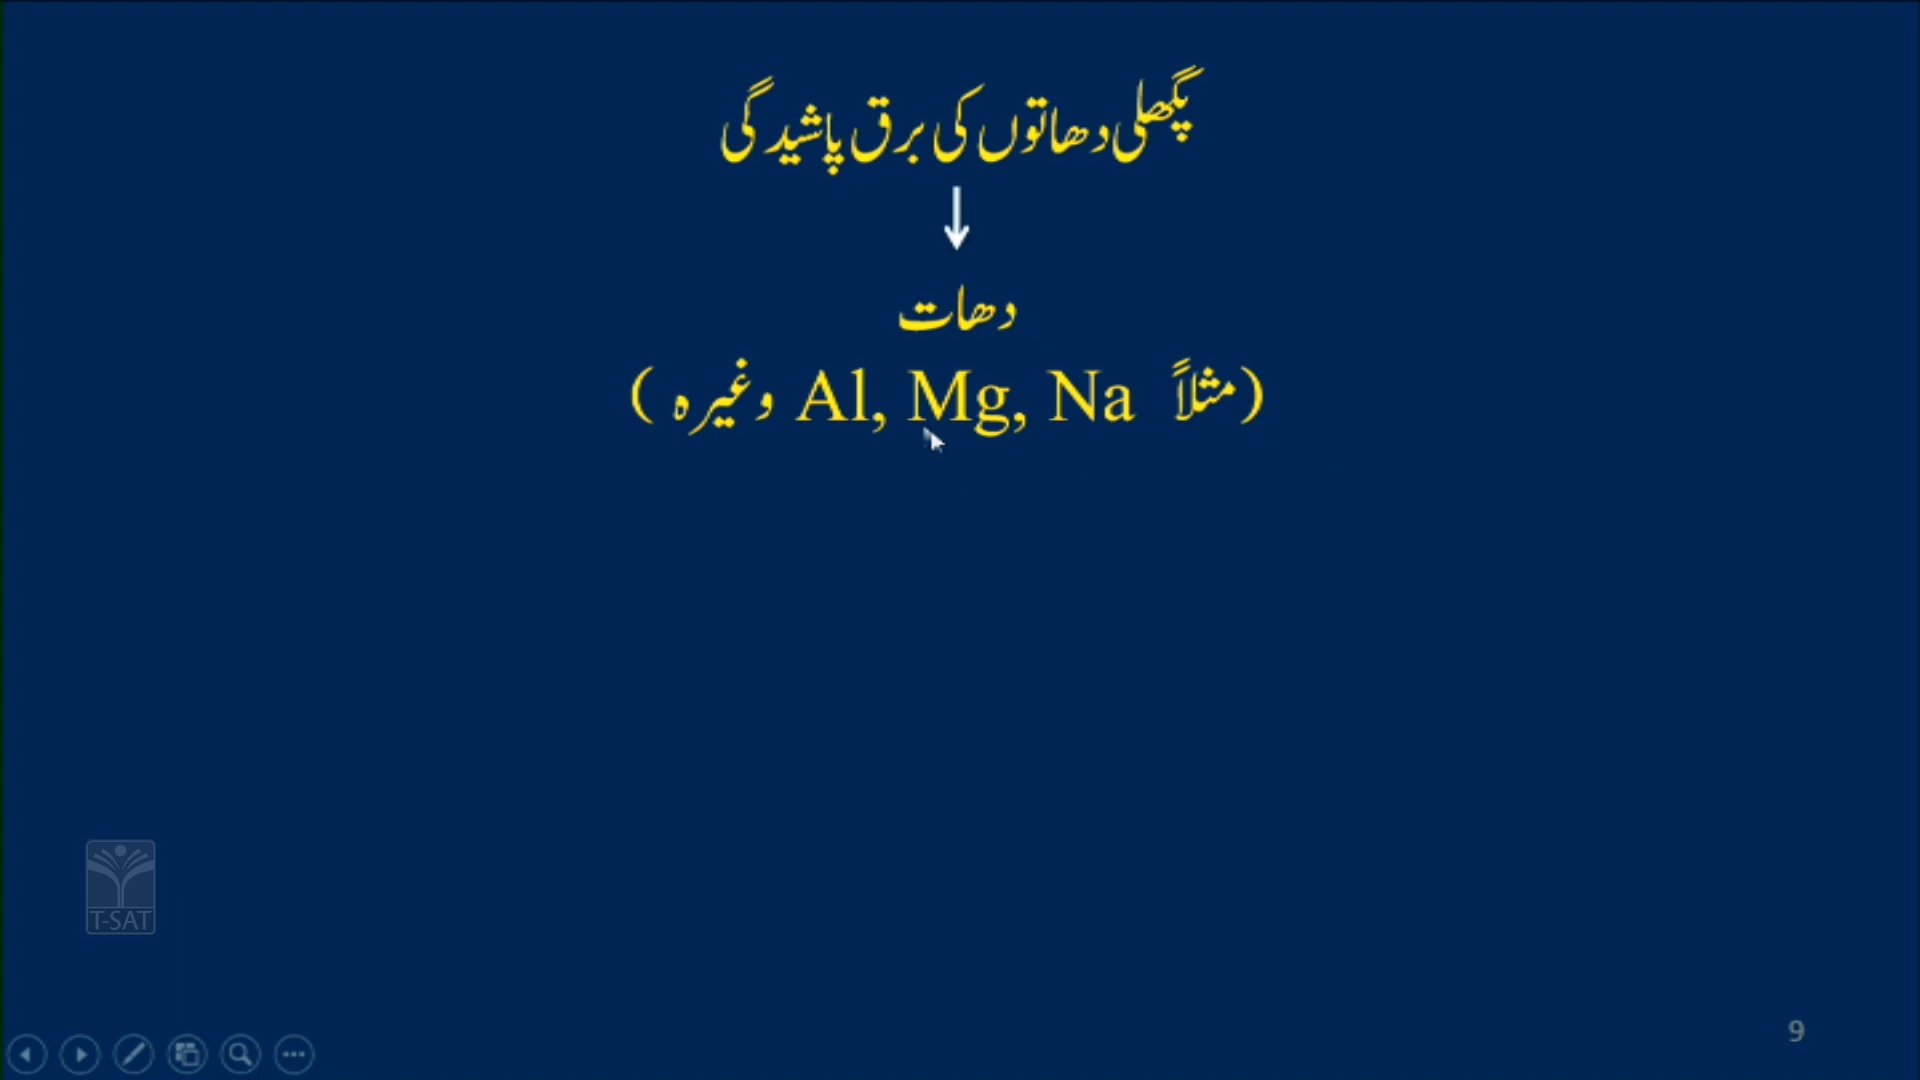 پگھلی دھاتوں کی برق پاشیدگی
↓
دھات
(مثلاً Al, Mg, Na وغیرہ )
T-SAT
9